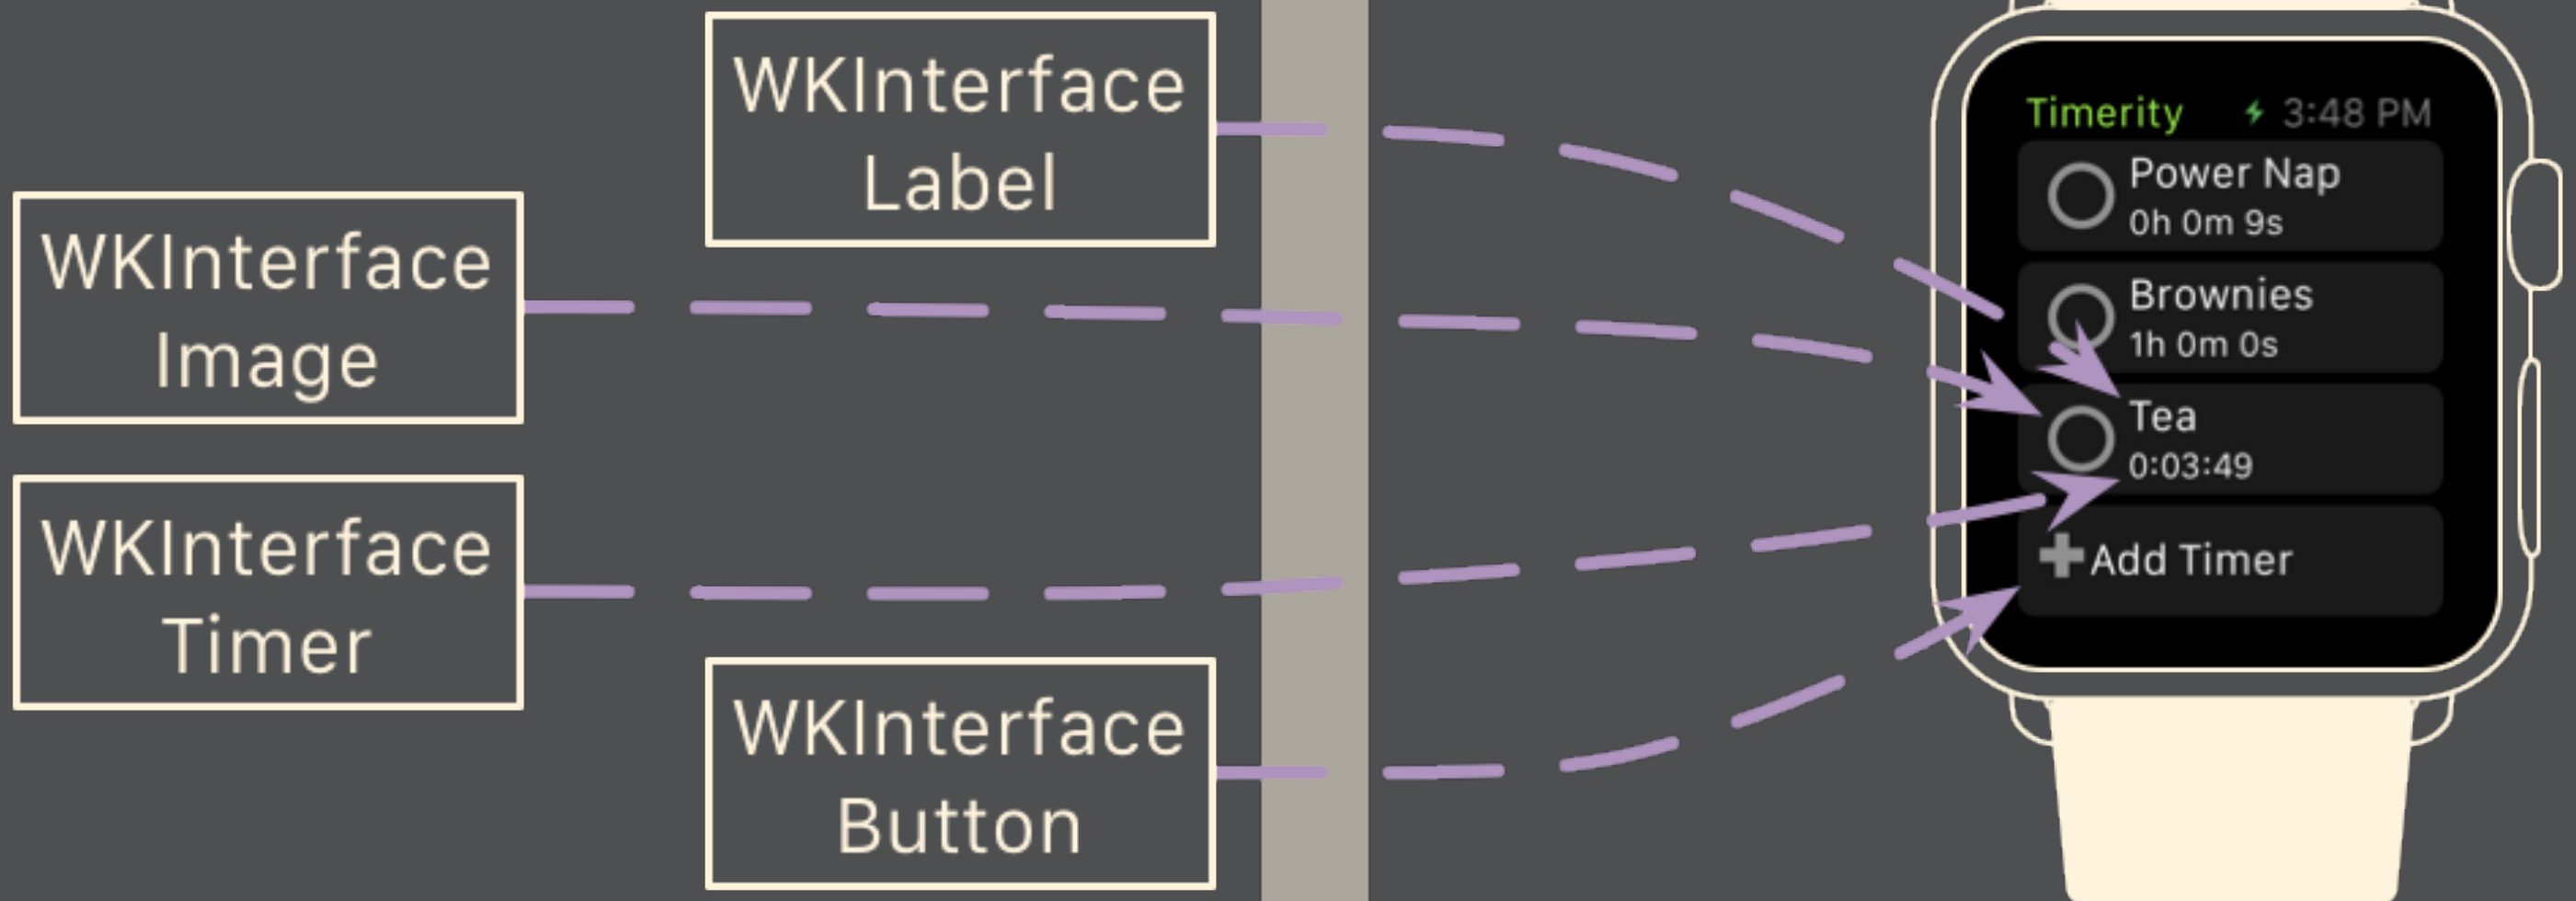 WKInterface
Label
WKInterface
Image
WKInterface
Timer
WKInterface
Button
Timerity 3:48 PM
Power Nap
0h 0m 9s
Brownies
1h 0m 0s
Tea
0:03:49
Add Timer